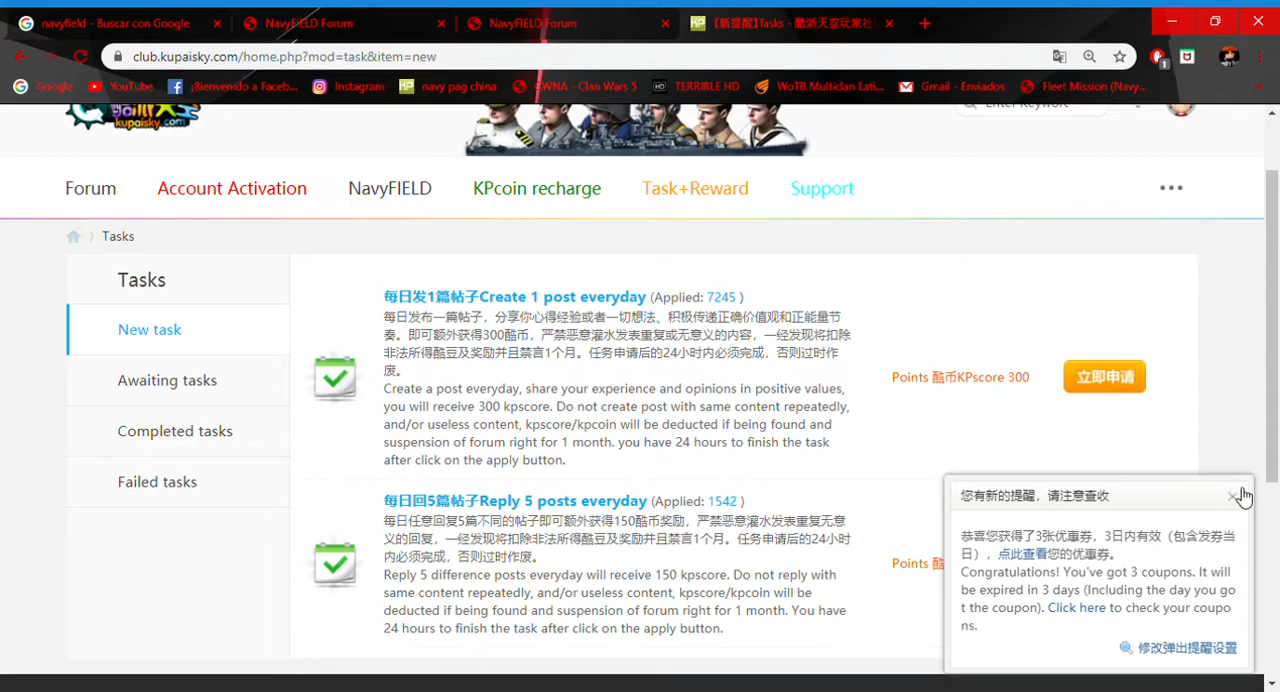 navyfield - Buscar con Google
NavyFIELD Forum
NavyFIELD Forum
【新提醒】Tasks - 酷派天空玩家社
club.kupaisky.com/home.php?mod=task&item=new
1
Google
YouTube
¡Bienvenido a Faceb...
Instagram
navy pag china
CWNA - Clan Wars 5
TERRIBLE HD
WoTB Multiclan Lati...
Gmail - Enviados
Fleet Mission (Navy...
kupaisky.com
Enter Keyword
Forum
Account Activation
NavyFIELD
KPcoin recharge
Task+Reward
Support
Tasks
Tasks
New task
Awaiting tasks
Completed tasks
Failed tasks
每日发1篇帖子Create 1 post everyday (Applied: 7245 )
每日发布一篇帖子，分享你心得经验或者一切想法、积极传递正确价值观和正能量节
奏。即可额外获得300酷币，严禁恶意灌水发表重复或无意义的内容，一经发现将扣除
非法所得酷豆及奖励并且禁言1个月。任务申请后的24小时内必须完成，否则过时作
废。
Create a post everyday, share your experience and opinions in positive values,
you will receive 300 kpscore. Do not create post with same content repeatedly,
and/or useless content, kpscore/kpcoin will be deducted if being found and
suspension of forum right for 1 month. you have 24 hours to finish the task
after click on the apply button.
Points 酷币KPscore 300
立即申请
每日回5篇帖子Reply 5 posts everyday (Applied: 1542 )
每日任意回复5篇不同的帖子即可额外获得150酷币奖励，严禁恶意灌水发表重复无意
义的回复，一经发现将扣除非法所得酷豆及奖励并且禁言1个月。任务申请后的24小时
内必须完成，否则过时作废。
Reply 5 difference posts everyday will receive 150 kpscore. Do not reply with
same content repeatedly, and/or useless content, kpscore/kpcoin will be
deducted if being found and suspension of forum right for 1 month. You have
24 hours to finish the task after click on the apply button.
Points 酷
您有新的提醒，请注意查收
恭喜您获得了3张优惠券，3日内有效（包含发券当
日），点此查看您的优惠券。
Congratulations! You've got 3 coupons. It will
be expired in 3 days (Including the day you go
t the coupon). Click here to check your coupo
ns.
修改弹出提醒设置